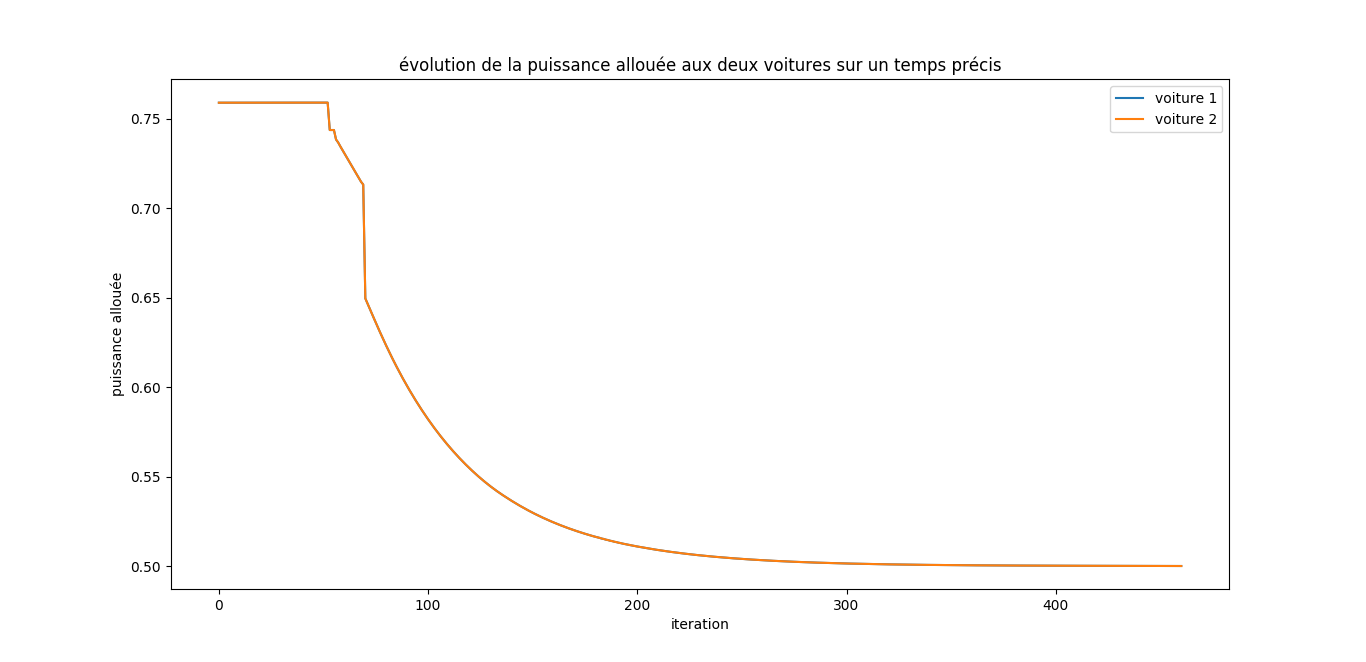 évolution de la puissance allouée aux deux voitures sur un temps précis
voiture 1
voiture 2
puissance allouée
0.75
0.70
0.65
0.60
0.55
0.50
0
100
200
300
400
iteration